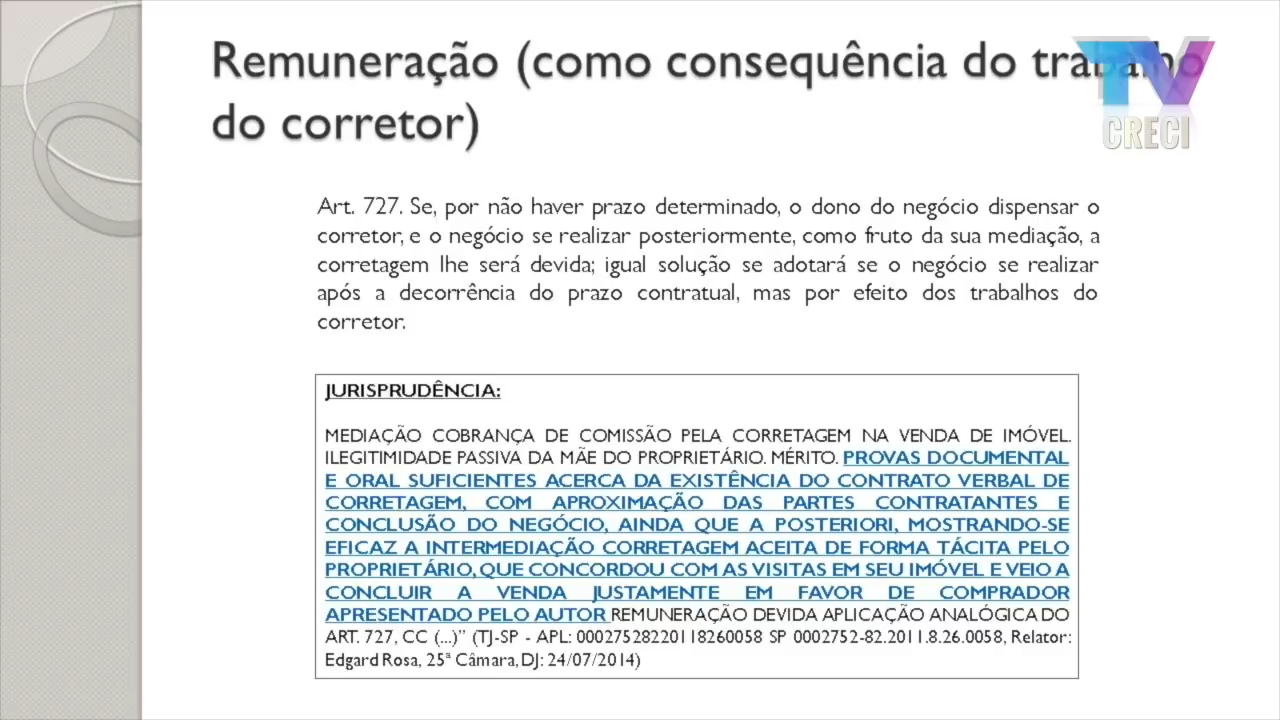 Remuneração (como consequência do trabalho
do corretor)
TV
CRECI
Art. 727. Se, por não haver prazo determinado, o dono do negócio dispensar o
corretor, e o negócio se realizar posteriormente, como fruto da sua mediação, a
corretagem lhe será devida; igual solução se adotará se o negócio se realizar
após a decorrência do prazo contratual, mas por efeito dos trabalhos do
corretor.
JURISPRUDÊNCIA:
MEDIAÇÃO COBRANÇA DE COMISSÃO PELA CORRETAGEM NA VENDA DE IMÓVEL.
ILEGITIMIDADE PASSIVA DA MÃE DO PROPRIETÁRIO. MÉRITO. PROVAS DOCUMENTAL
E ORAL SUFICIENTES ACERCA DA EXISTÊNCIA DO CONTRATO VERBAL DE
CORRETAGEM, COM APROXIMAÇÃO DAS PARTES CONTRATANTES E
CONCLUSÃO DO NEGÓCIO, AINDA QUE A POSTERIORI, MOSTRANDO-SE
EFICAZ A INTERMEDIAÇÃO CORRETAGEM ACEITA DE FORMA TÁCITA PELO
PROPRIETÁRIO, QUE CONCORDOU COM AS VISITAS EM SEU IMÓVEL E VEIO A
CONCLUIR A VENDA JUSTAMENTE EM FAVOR DE COMPRADOR
APRESENTADO PELO AUTOR REMUNERAÇÃO DEVIDA APLICAÇÃO ANALÓGICA DO
ART. 727, CC (...)” (TJ-SP - APL: 00027528220118260058 SP 0002752-82.2011.8.26.0058, Relator:
Edgard Rosa, 25ª Câmara, DJ: 24/07/2014)